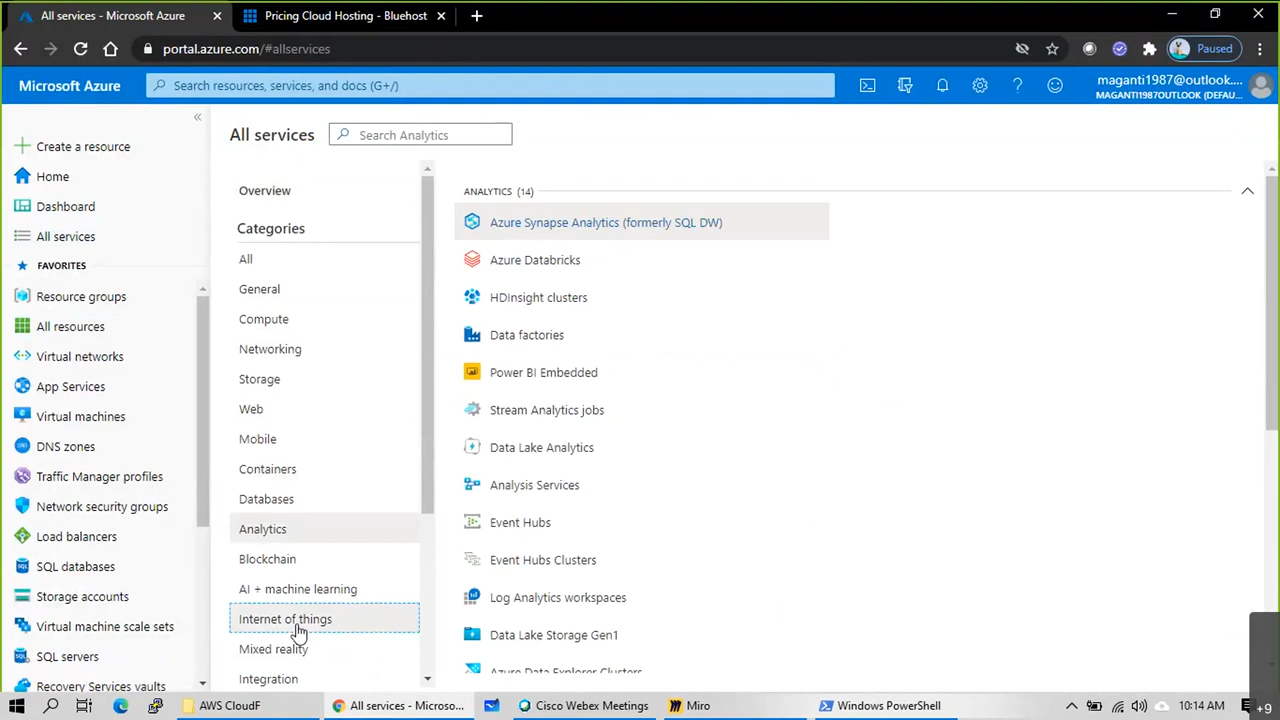 All services - Microsoft Azure
Pricing Cloud Hosting - Bluehost
portal.azure.com/#allservices
Paused
Microsoft Azure
Search resources, services, and docs (G+/)
maganti1987@outlook....
MAGANTI1987OUTLOOK (DEFAU...
Create a resource
Home
Dashboard
All services
FAVORITES
Resource groups
All resources
Virtual networks
App Services
Virtual machines
DNS zones
Traffic Manager profiles
Network security groups
Load balancers
SQL databases
Storage accounts
Virtual machine scale sets
SQL servers
Recovery Services vaults
All services
Search Analytics
Overview
Categories
All
General
Compute
Networking
Storage
Web
Mobile
Containers
Databases
Analytics
Blockchain
AI + machine learning
Internet of things
Mixed reality
Integration
ANALYTICS (14)
Azure Synapse Analytics (formerly SQL DW)
Azure Databricks
HDInsight clusters
Data factories
Power BI Embedded
Stream Analytics jobs
Data Lake Analytics
Analysis Services
Event Hubs
Event Hubs Clusters
Log Analytics workspaces
Data Lake Storage Gen1
Azure Data Explorer Clusters
AWS CloudF
All services - Microso...
Cisco Webex Meetings
Miro
Windows PowerShell
10:14 AM
+9